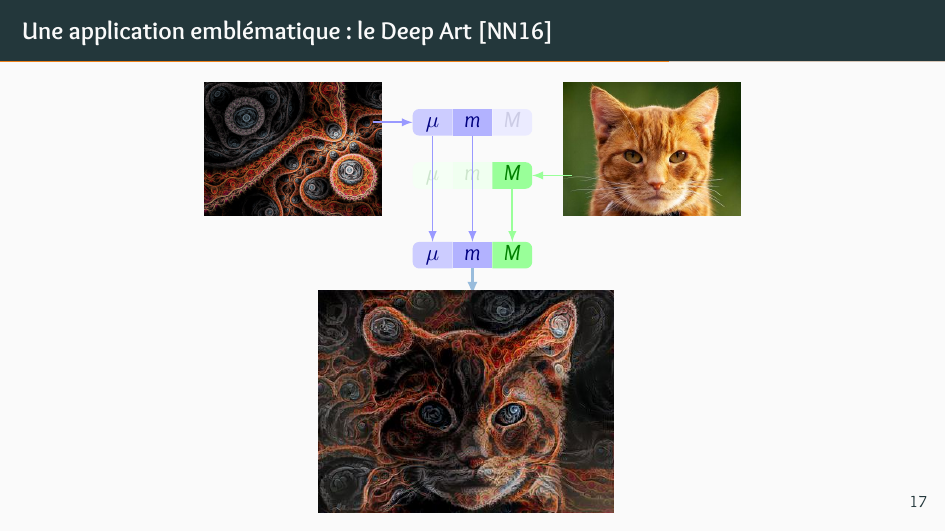 Une application emblématique : le Deep Art [NN16]
μ m M
μ m M
μ m M
17